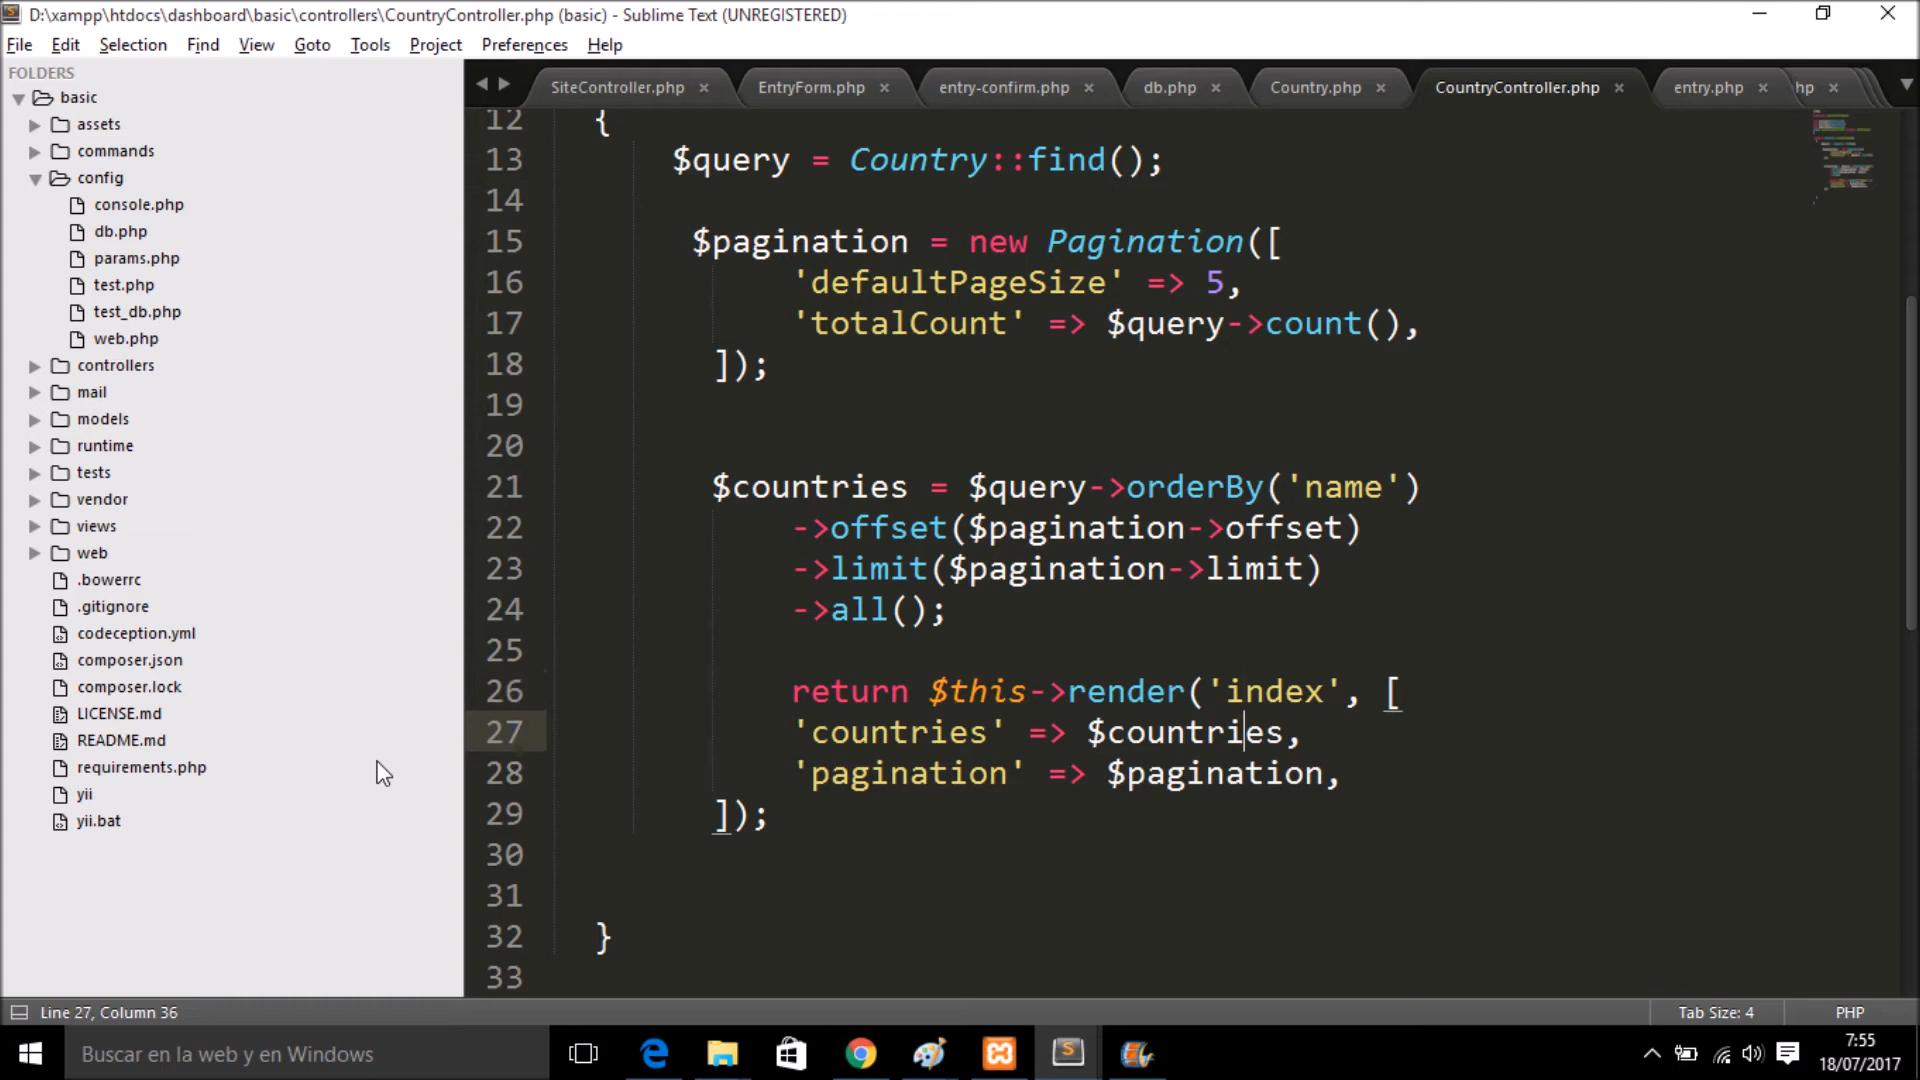 D:\xampp\htdocs\dashboard\basic\controllers\CountryController.php (basic) - Sublime Text (UNREGISTERED)
File Edit Selection Find View Goto Tools Project Preferences Help
FOLDERS
basic
assets
commands
config
console.php
db.php
params.php
test.php
test_db.php
web.php
controllers
mail
models
runtime
tests
vendor
views
web
.bowerrc
.gitignore
codeception.yml
composer.json
composer.lock
LICENSE.md
README.md
requirements.php
yii
yii.bat
SiteController.php EntryForm.php entry-confirm.php db.php Country.php CountryController.php entry.php hp
12 {
13 $query = Country::find();
14
15 $pagination = new Pagination([
16 'defaultPageSize' => 5,
17 'totalCount' => $query->count(),
18 ]);
19
20
21 $countries = $query->orderBy('name')
22 ->offset($pagination->offset)
23 ->limit($pagination->limit)
24 ->all();
25
26 return $this->render('index', [
27 'countries' => $countries,
28 'pagination' => $pagination,
29 ]);
30
31
32 }
33
Line 27, Column 36
Tab Size: 4
PHP
Buscar en la web y en Windows
7:55
18/07/2017